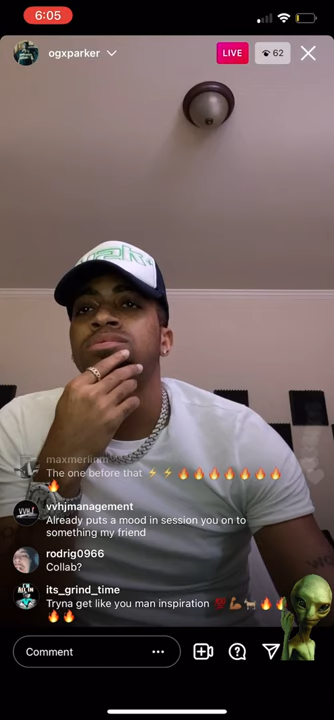 6:05
ogxparker
LIVE
62
maxmerlinm
The one before that ⚡⚡🔥🔥🔥🔥🔥🔥🔥
🔥
vvhjmanagement
Already puts a mood in session you on to
something my friend
rodrig0966
Collab?
its_grind_time
Tryna get like you man inspiration 💯💪🏾🐐🔥🔥
🔥🔥
Comment